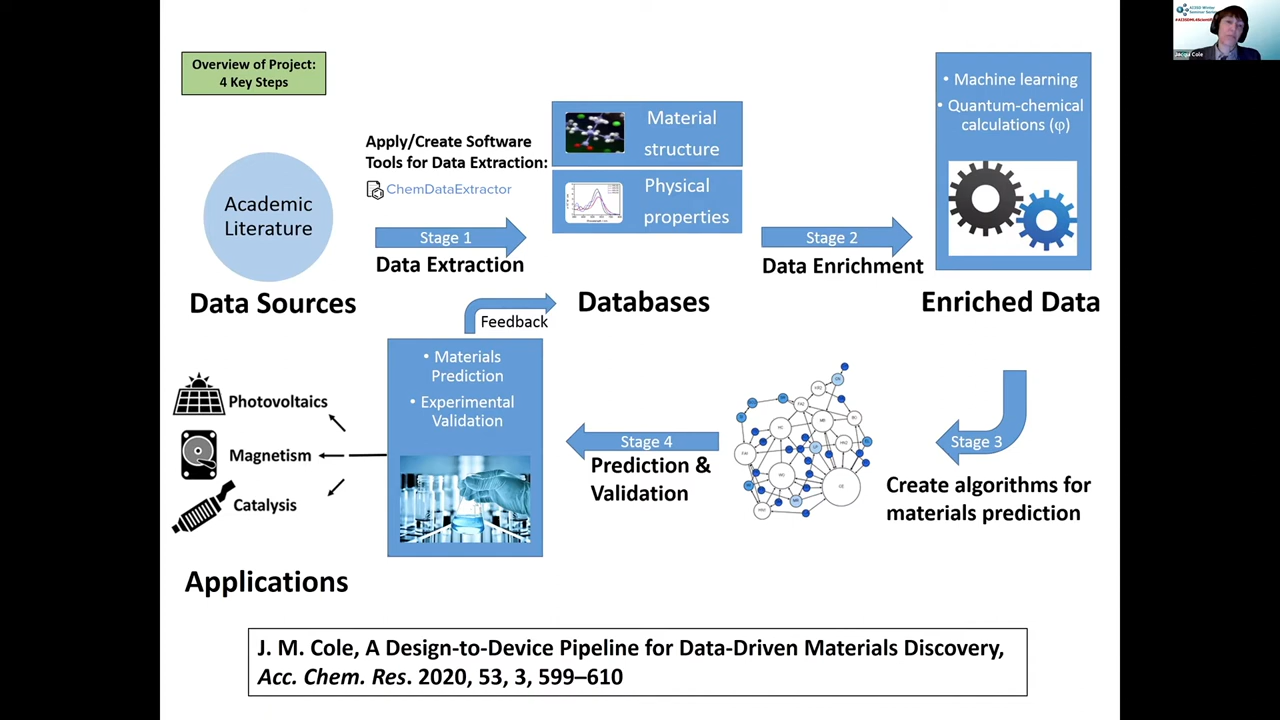 Overview of Project:
4 Key Steps
Academic
Literature
Data Sources
Apply/Create Software
Tools for Data Extraction:
ChemDataExtractor
Stage 1
Data Extraction
Material
structure
Physical
properties
Databases
Stage 2
Data Enrichment
• Machine learning
• Quantum-chemical
calculations (φ)
Enriched Data
Stage 3
Create algorithms for
materials prediction
Stage 4
Prediction &
Validation
Feedback
• Materials
Prediction
• Experimental
Validation
Photovoltaics
Magnetism
Catalysis
Applications
J. M. Cole, A Design-to-Device Pipeline for Data-Driven Materials Discovery,
Acc. Chem. Res. 2020, 53, 3, 599–610
Jacqui Cole